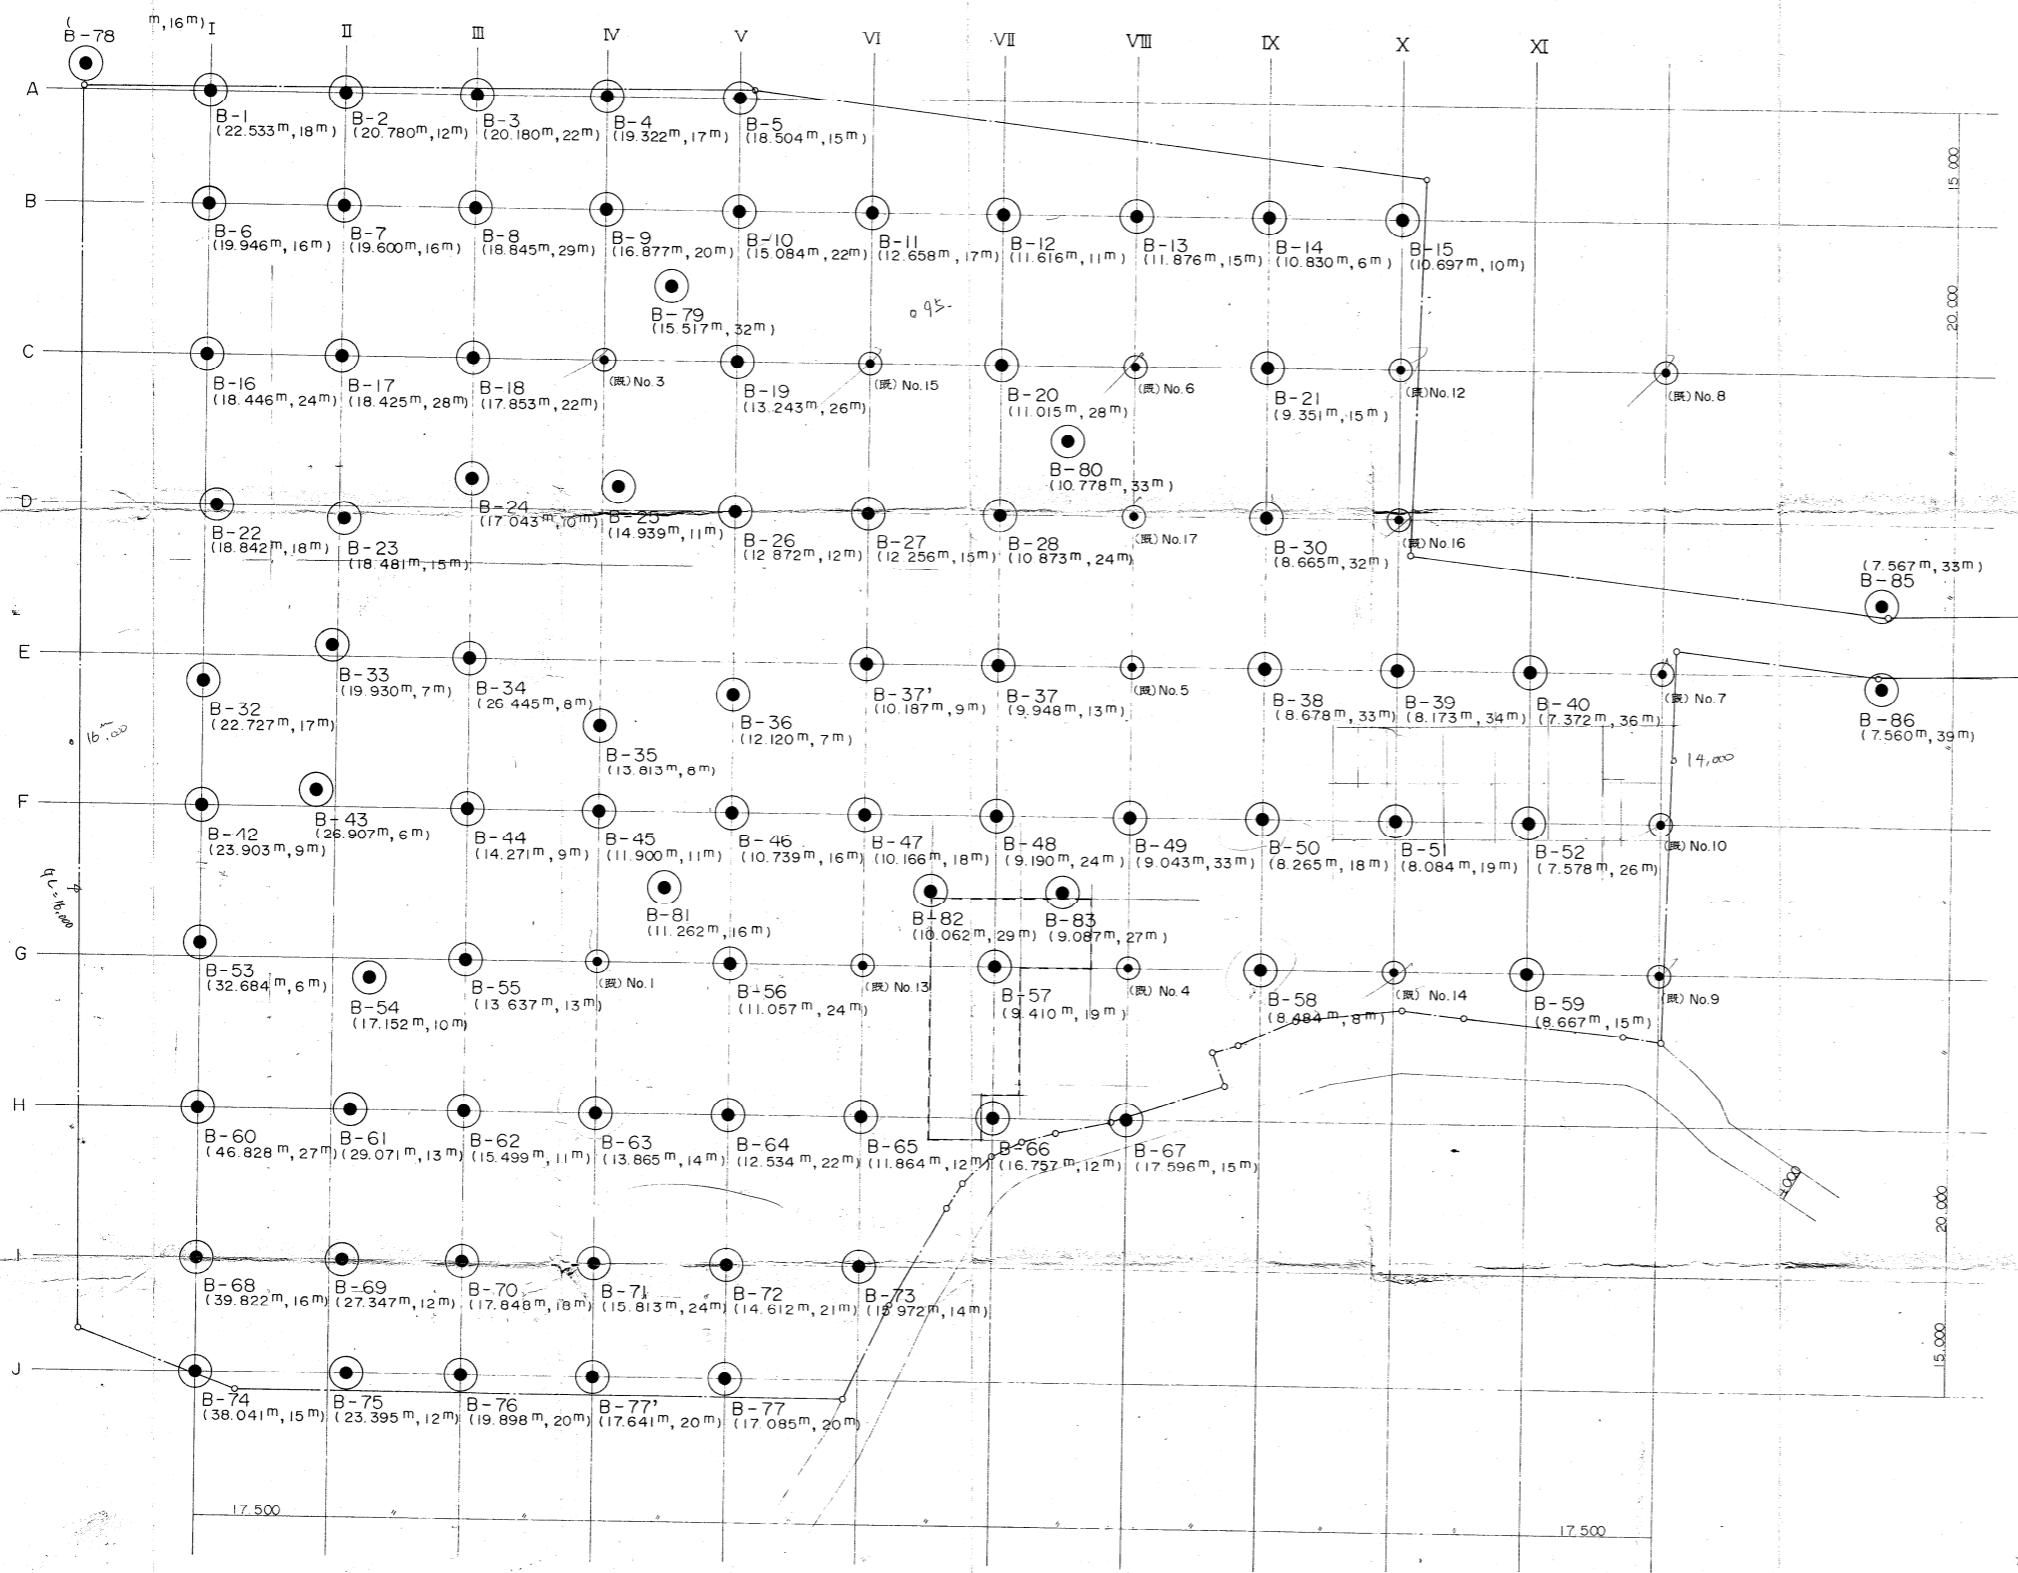 ( m,16m)
B-78
I II III IV V VI VII VIII IX X XI
A
B-1 B-2 B-3 B-4 B-5
(22.533m,18m) (20.780m,12m) (20.180m,22m) (19.322m,17m) (18.504m,15m)
15.000
B
B-6 B-7 B-8 B-9 B-10 B-11 B-12 B-13 B-14 B-15
(19.946m,16m) (19.600m,16m) (18.845m,29m) (16.877m,20m) (15.084m,22m) (12.658m,17m) (11.616m,11m) (11.876m,15m) (10.830m,6m) (10.697m,10m)
B-79
(15.517m,32m)
20.000
C
B-16 B-17 B-18 (既)No.3 B-19 (既)No.15 B-20 (既)No.6 B-21 (既)No.12 (既)No.8
(18.446m,24m) (18.425m,28m) (17.853m,22m) (13.243m,26m) (11.015m,28m) (9.351m,15m)
B-80
(10.778m,33m)
D
B-22 B-23 B-24 B-25 B-26 B-27 B-28 (既)No.17 B-30 (既)No.16
(18.842m,18m) (18.481m,15m) (17.043m,10m) (14.939m,11m) (12.872m,12m) (12.256m,15m) (10.873m,24m) (8.665m,32m)
(7.567m,33m)
B-85
E
B-32 B-33 B-34 B-35 B-36 B-37' B-37 (既)No.5 B-38 B-39 B-40 (既)No.7
(22.727m,17m) (19.930m,7m) (26.445m,8m) (13.813m,8m) (12.120m,7m) (10.187m,9m) (9.948m,13m) (8.678m,33m) (8.173m,34m) (7.372m,36m)
B-86
(7.560m,39m)
16.000
14,000
F
B-42 B-43 B-44 B-45 B-46 B-47 B-48 B-49 B-50 B-51 B-52 (既)No.10
(23.903m,9m) (26.907m,6m) (14.271m,9m) (11.900m,11m) (10.739m,16m) (10.166m,18m) (9.190m,24m) (9.043m,33m) (8.265m,18m) (8.084m,19m) (7.578m,26m)
B-81 B-82 B-83
(11.262m,16m) (10.062m,29m) (9.087m,27m)
G
B-53 B-54 B-55 (既)No.1 B-56 (既)No.13 B-57 (既)No.4 B-58 (既)No.14 B-59 (既)No.9
(32.684m,6m) (17.152m,10m) (13.637m,13m) (11.057m,24m) (9.410m,19m) (8.484m,8m) (8.667m,15m)
H
B-60 B-61 B-62 B-63 B-64 B-65 B-66 B-67
(46.828m,27m) (29.071m,13m) (15.499m,11m) (13.865m,14m) (12.534m,22m) (11.864m,12m) (16.757m,12m) (17.596m,15m)
20.000
I
B-68 B-69 B-70 B-71 B-72 B-73
(39.822m,16m) (27.347m,12m) (17.848m,18m) (15.813m,24m) (14.612m,21m) (15.972m,14m)
15.000
J
B-74 B-75 B-76 B-77' B-77
(38.041m,15m) (23.395m,12m) (19.898m,20m) (17.641m,20m) (17.085m,20m)
17.500 17.500